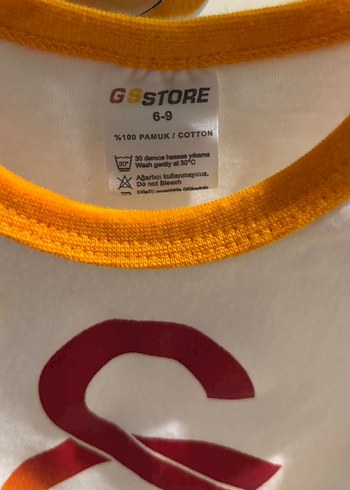 GSSTORE
6-9
%100 PAMUK / COTTON
30 derece hassas yıkama
Wash gently at 30°C
Ağartıcı kullanmayınız.
Do not Bleach